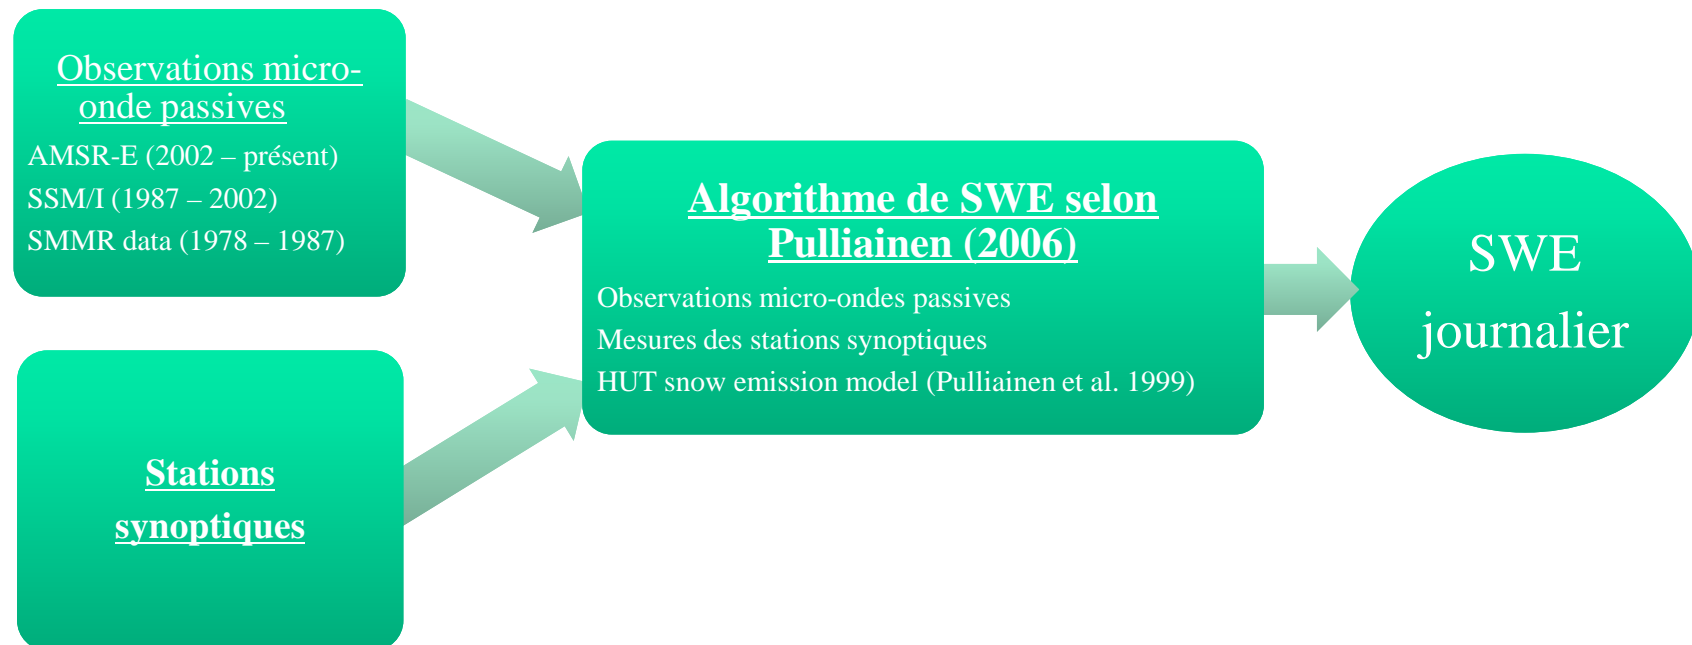 Observations micro-
onde passives
AMSR-E (2002 – présent)
SSM/I (1987 – 2002)
SMMR data (1978 – 1987)
Stations
synoptiques
Algorithme de SWE selon
Pulliainen (2006)
Observations micro-ondes passives
Mesures des stations synoptiques
HUT snow emission model (Pulliainen et al. 1999)
SWE
journalier